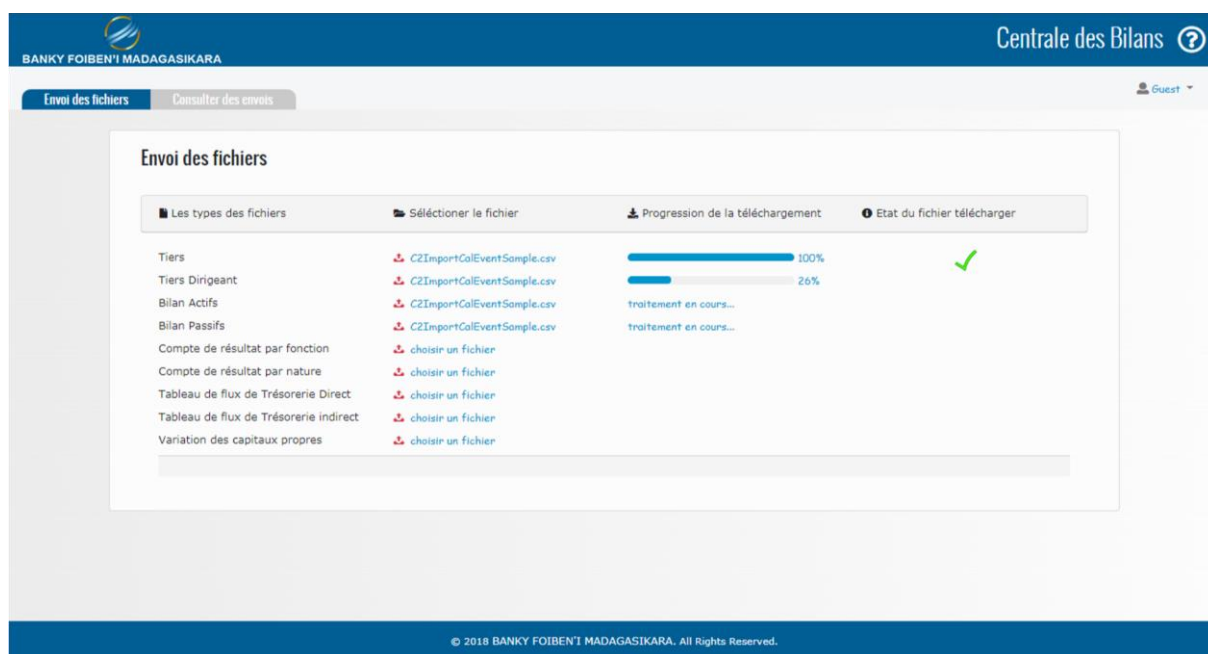 BANKY FOIBEN'I MADAGASIKARA
Centrale des Bilans ?
Envoi des fichiers Consulter des envois Guest
Envoi des fichiers
Les types des fichiers Séléctioner le fichier Progression de la téléchargement Etat du fichier télécharger
Tiers C2ImportCalEventSample.csv 100%
Tiers Dirigeant C2ImportCalEventSample.csv 26%
Bilan Actifs C2ImportCalEventSample.csv traitement en cours...
Bilan Passifs C2ImportCalEventSample.csv traitement en cours...
Compte de résultat par fonction choisir un fichier
Compte de résultat par nature choisir un fichier
Tableau de flux de Trésorerie Direct choisir un fichier
Tableau de flux de Trésorerie indirect choisir un fichier
Variation des capitaux propres choisir un fichier
© 2018 BANKY FOIBEN'I MADAGASIKARA. All Rights Reserved.